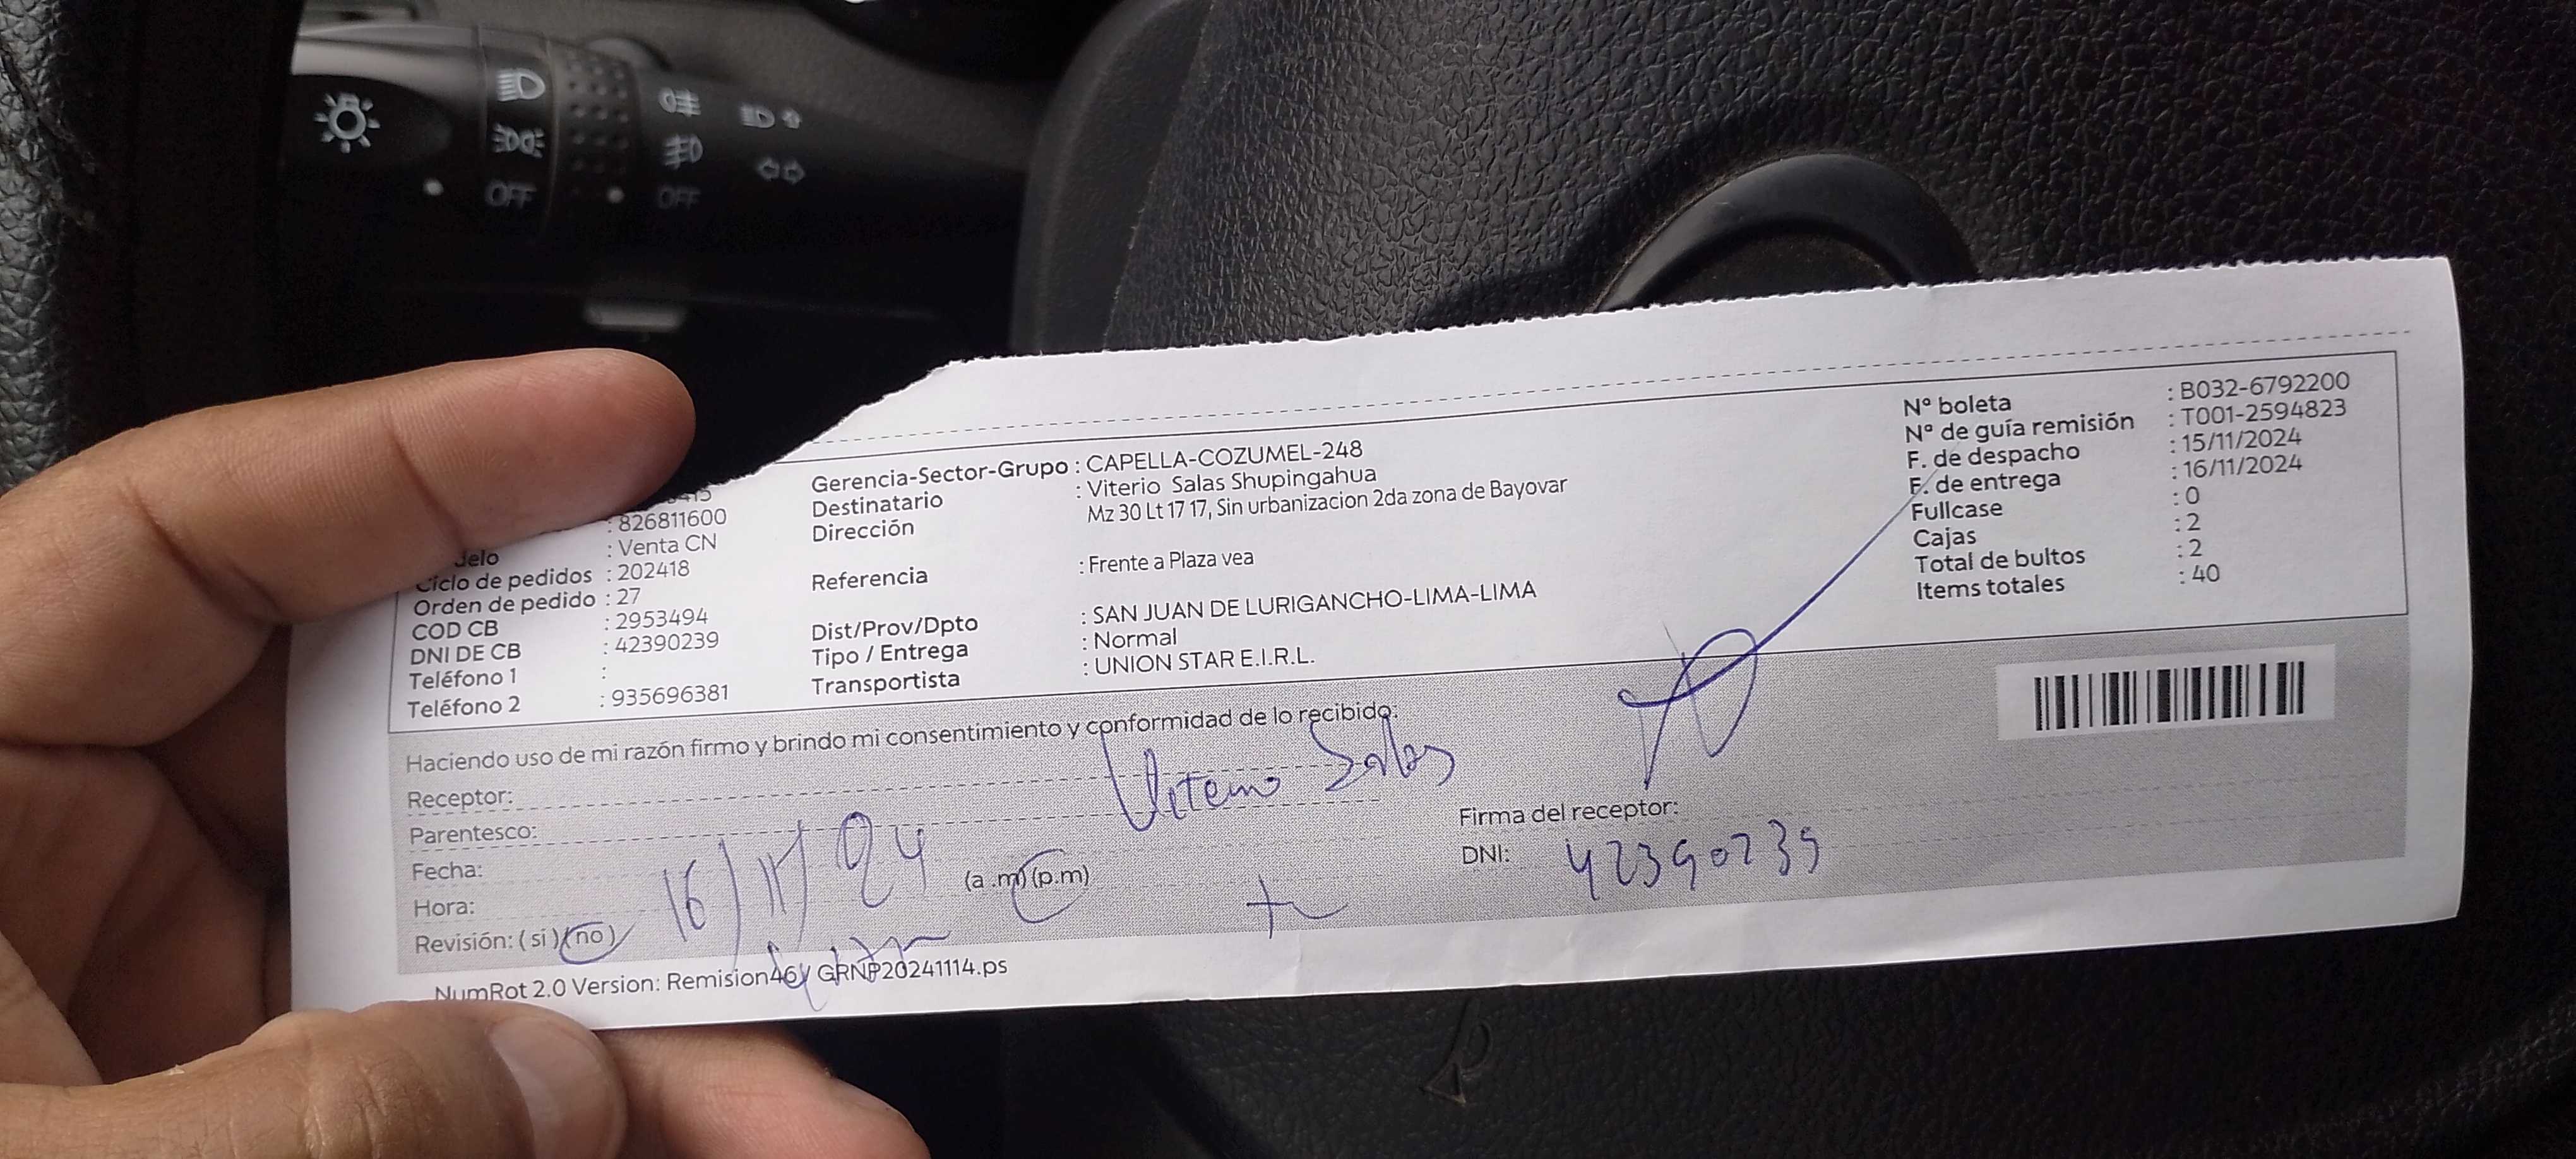 OFF
OFF
: 826811600
delo : Venta CN
Ciclo de pedidos : 202418
Orden de pedido : 27
COD CB : 2953494
DNI DE CB : 42390239
Teléfono 1 :
Teléfono 2 : 935696381
Gerencia-Sector-Grupo : CAPELLA-COZUMEL-248
Destinatario : Viterio Salas Shupingahua
Dirección Mz 30 Lt 17 17, Sin urbanizacion 2da zona de Bayovar
Referencia : Frente a Plaza vea
Dist/Prov/Dpto : SAN JUAN DE LURIGANCHO-LIMA-LIMA
Tipo / Entrega : Normal
Transportista : UNION STAR E.I.R.L.
N° boleta : B032-6792200
N° de guía remisión : T001-2594823
F. de despacho : 15/11/2024
F. de entrega : 16/11/2024
Fullcase : 0
Cajas : 2
Total de bultos : 2
Items totales : 40
Haciendo uso de mi razón firmo y brindo mi consentimiento y conformidad de lo recibido:
Receptor: Viterio Salas
Parentesco:
Fecha: 16/11/24
Hora: (a .m) (p.m)
Revisión: ( si ) ( no )
Firma del receptor:
DNI: 42390239
NumRot 2.0 Version: Remision46 / GRNP20241114.ps